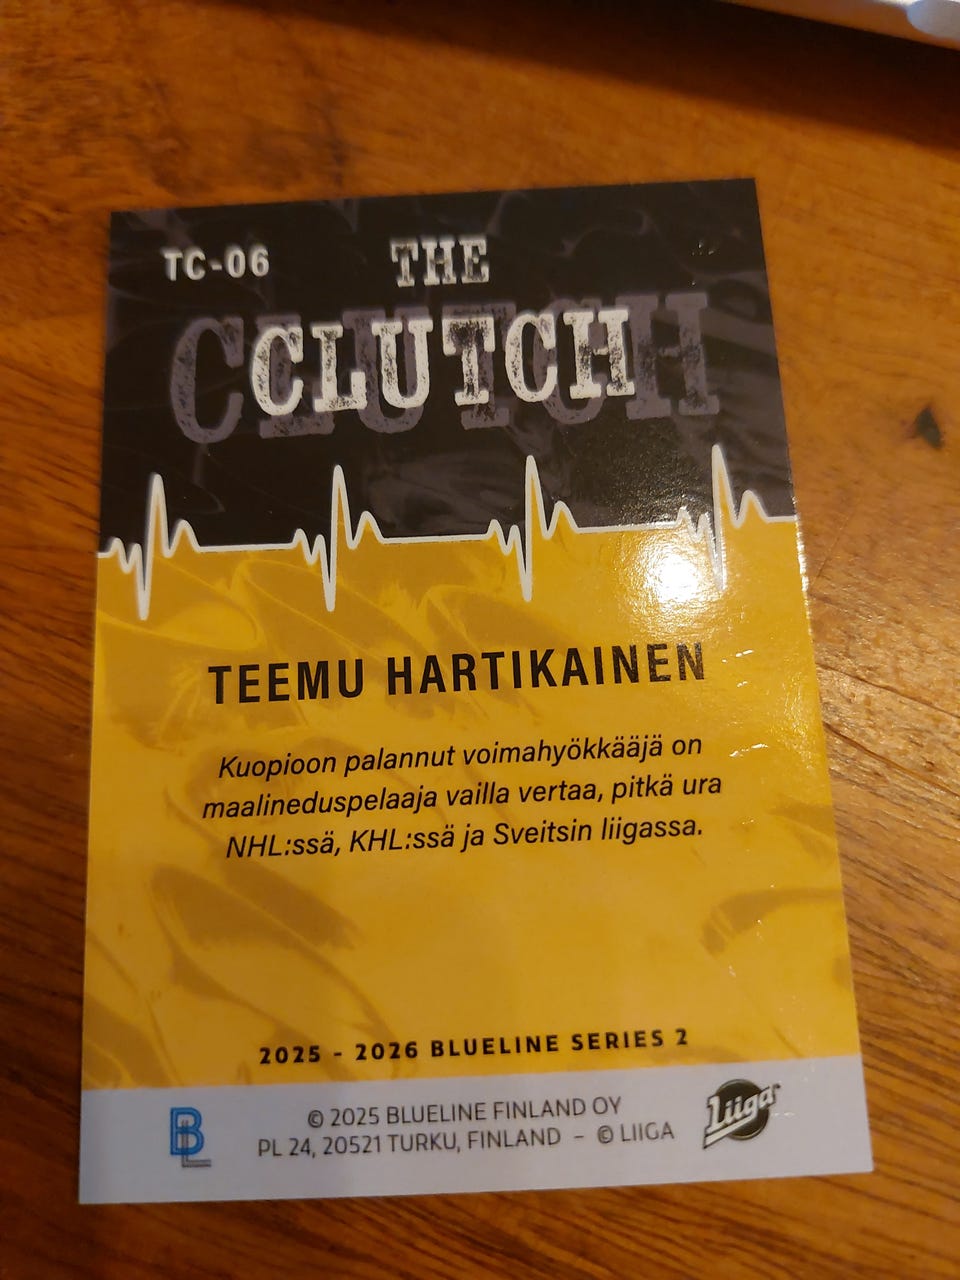 TC-06
THE
CLUTCH
CLUTCH
TEEMU HARTIKAINEN
Kuopioon palannut voimahyökkääjä on
maalineduspelaaja vailla vertaa, pitkä ura
NHL:ssä, KHL:ssä ja Sveitsin liigassa.
2025 - 2026 BLUELINE SERIES 2
BL
© 2025 BLUELINE FINLAND OY
PL 24, 20521 TURKU, FINLAND - © LIIGA
Liiga